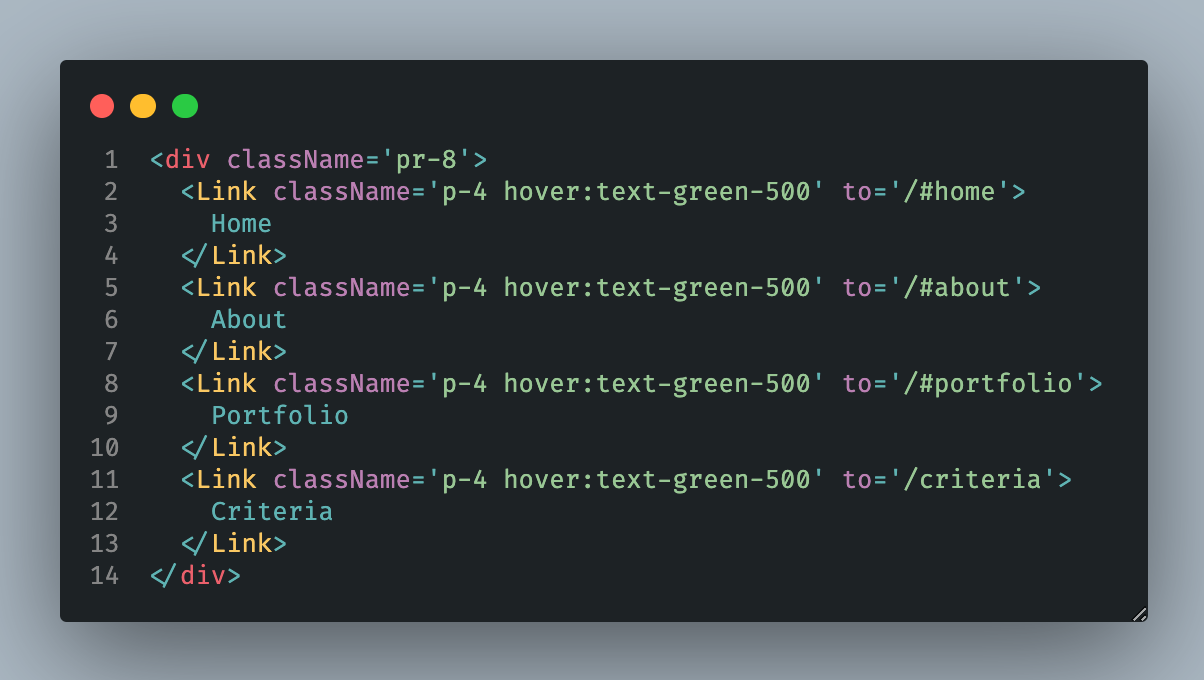 1 <div className='pr-8'>
2   <Link className='p-4 hover:text-green-500' to='/#home'>
3     Home
4   </Link>
5   <Link className='p-4 hover:text-green-500' to='/#about'>
6     About
7   </Link>
8   <Link className='p-4 hover:text-green-500' to='/#portfolio'>
9     Portfolio
10   </Link>
11   <Link className='p-4 hover:text-green-500' to='/criteria'>
12     Criteria
13   </Link>
14 </div>